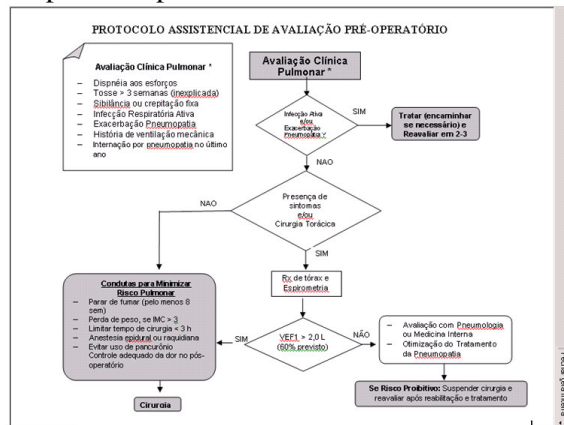 PROTOCOLO ASSISTENCIAL DE AVALIAÇÃO PRÉ-OPERATÓRIO
Avaliação Clínica Pulmonar *
– Dispnéia aos esforços
– Tosse > 3 semanas (inexplicada)
– Sibilância ou crepitação fixa
– Infecção Respiratória Ativa
– Exacerbação Pneumopatia
– História de ventilação mecânica
– Internação por pneumopatia no último
ano
Avaliação Clínica
Pulmonar *
Infecção Ativa
e/ou
Exacerbação
Pneumopatia
SIM
Tratar (encaminhar
se necessário) e
Reavaliar em 2-3
NAO
Presença de
sintomas
e/ou
Cirurgia Torácica
NAO
SIM
Rx de tórax e
Espirometria
Condutas para Minimizar
Risco Pulmonar
– Parar de fumar (pelo menos 8
sem)
– Perda de peso, se IMC > 3
– Limitar tempo de cirurgia < 3 h
– Anestesia epidural ou raquidiana
– Evitar uso de pancurônio
Controle adequado da dor no pós-
operatório
SIM
VEF1 > 2,0 L
(60% previsto)
NÃO
– Avaliação com Pneumologia
ou Medicina Interna
– Otimização do Tratamento
da Pneumopatia
Se Risco Proibitivo: Suspender cirurgia e
reavaliar após reabilitação e tratamento
Cirurgia